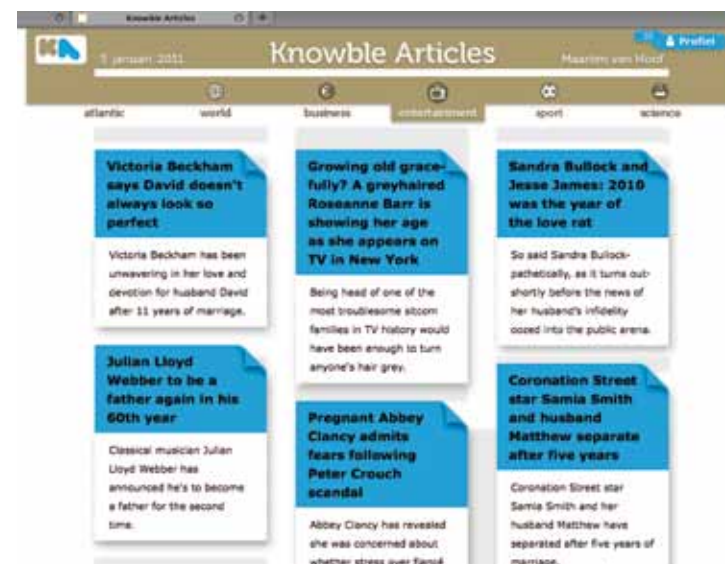 Knowble Articles
KA
5 januari 2011
Knowble Articles
Maarten van Hoof
Profiel
atlantic
world
business
entertainment
sport
science
Victoria Beckham
says David doesn't
always look so
perfect
Victoria Beckham has been
unwavering in her love and
devotion for husband David
after 11 years of marriage.
Julian Lloyd
Webber to be a
father again in his
60th year
Classical musician Julian
Lloyd Webber has
announced he's to become
a father for the second
time.
Growing old grace-
fully? A greyhaired
Roseanne Barr is
showing her age
as she appears on
TV in New York
Being head of one of the
most troublesome sitcom
families in TV history would
have been enough to turn
anyone's hair grey.
Pregnant Abbey
Clancy admits
fears following
Peter Crouch
scandal
Abbey Clancy has revealed
she was concerned about
whether stress over fiancé
Sandra Bullock and
Jesse James: 2010
was the year of
the love rat
So said Sandra Bullock-
pathetically, as it turns out-
shortly before the news of
her husband's infidelity
oozed into the public arena.
Coronation Street
star Samia Smith
and husband
Matthew separate
after five years
Coronation Street star
Samia Smith and her
husband Matthew have
separated after five years of
marriage.